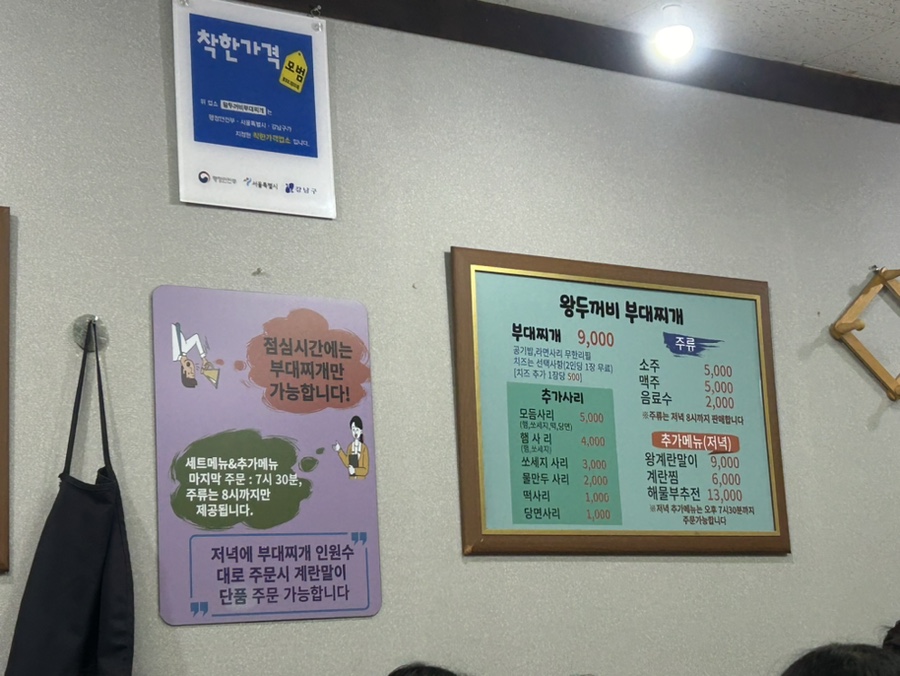 착한가격
모범
위 업소 왕두꺼비부대찌개 는
행정안전부 · 서울특별시 · 강남구가
지정한 착한가격업소 입니다.
행정안전부 서울특별시 강남구
점심시간에는
부대찌개만
가능합니다!
세트메뉴&추가메뉴
마지막 주문 : 7시 30분,
주류는 8시까지만
제공됩니다.
저녁에 부대찌개 인원수
대로 주문시 계란말이
단품 주문 가능합니다
왕두꺼비 부대찌개
부대찌개 9,000
공기밥,라면사리 무한리필
치즈는 선택사항(2인당 1장 무료)
[치즈 추가 1장당 500]
추가사리
모듬사리 5,000
(햄,쏘세지,떡,당면)
햄 사 리 4,000
(햄,쏘세지)
쏘세지 사리 3,000
물만두 사리 2,000
떡사리 1,000
당면사리 1,000
주류
소주 5,000
맥주 5,000
음료수 2,000
※주류는 저녁 8시까지 판매합니다
추가메뉴(저녁)
왕계란말이 9,000
계란찜 6,000
해물부추전 13,000
※저녁 추가메뉴는 오후 7시30분까지
주문가능합니다